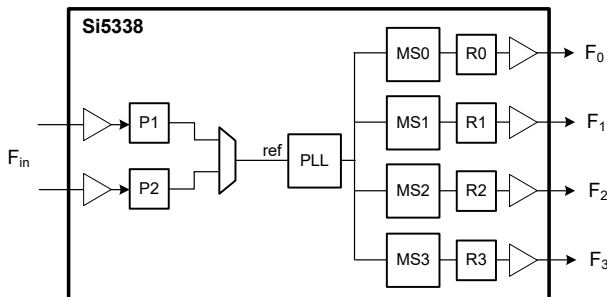 Si5338
MS0 R0 F0
P1 MS1 R1 F1
Fin ref PLL
P2 MS2 R2 F2
MS3 R3 F3